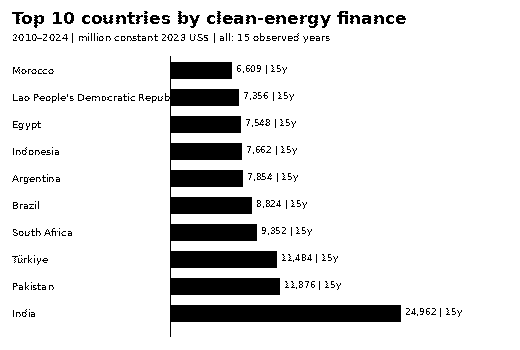 Top 10 countries by clean-energy finance
2010–2024 | million constant 2023 US$ | all: 15 observed years
Morocco 6,609 | 15y
Lao People's Democratic Repub 7,356 | 15y
Egypt 7,548 | 15y
Indonesia 7,662 | 15y
Argentina 7,854 | 15y
Brazil 8,824 | 15y
South Africa 9,352 | 15y
Türkiye 11,484 | 15y
Pakistan 11,876 | 15y
India 24,962 | 15y